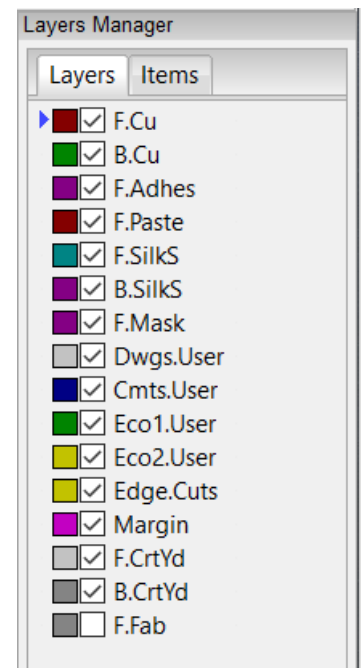 Layers Manager
Layers Items
F.Cu
B.Cu
F.Adhes
F.Paste
F.SilkS
B.SilkS
F.Mask
Dwgs.User
Cmts.User
Eco1.User
Eco2.User
Edge.Cuts
Margin
F.CrtYd
B.CrtYd
F.Fab